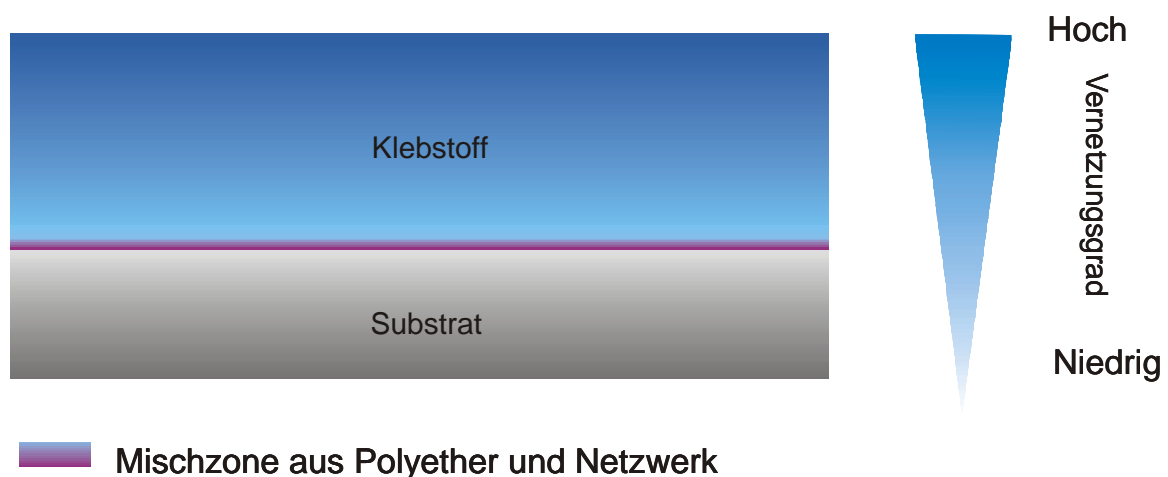 Hoch
Klebstoff
Vernetzungsgrad
Substrat
Niedrig
Mischzone aus Polyether und Netzwerk